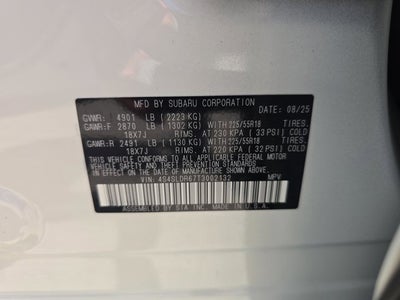 MFD BY SUBARU CORPORATION DATE: 08/25
GVWR: 4901 LB (2223 KG)
GAWR:F 2870 LB (1302 KG) WITH 225/55R18 TIRES.
18X7J RIMS. AT 230 KPA (33 PSI) COLD
GAWR:R 2491 LB (1130 KG) WITH 225/55R18 TIRES.
18X7J RIMS. AT 220 KPA (32 PSI) COLD
THIS VEHICLE CONFORMS TO ALL APPLICABLE FEDERAL MOTOR
VEHICLE SAFETY AND THEFT PREVENTION STANDARDS IN
EFFECT ON THE DATE OF MANUFACTURE SHOWN ABOVE.
VIN: 4S4SLDR67T3002132 MPV
ASSEMBLED BY SIA INC. IN U.S.A.